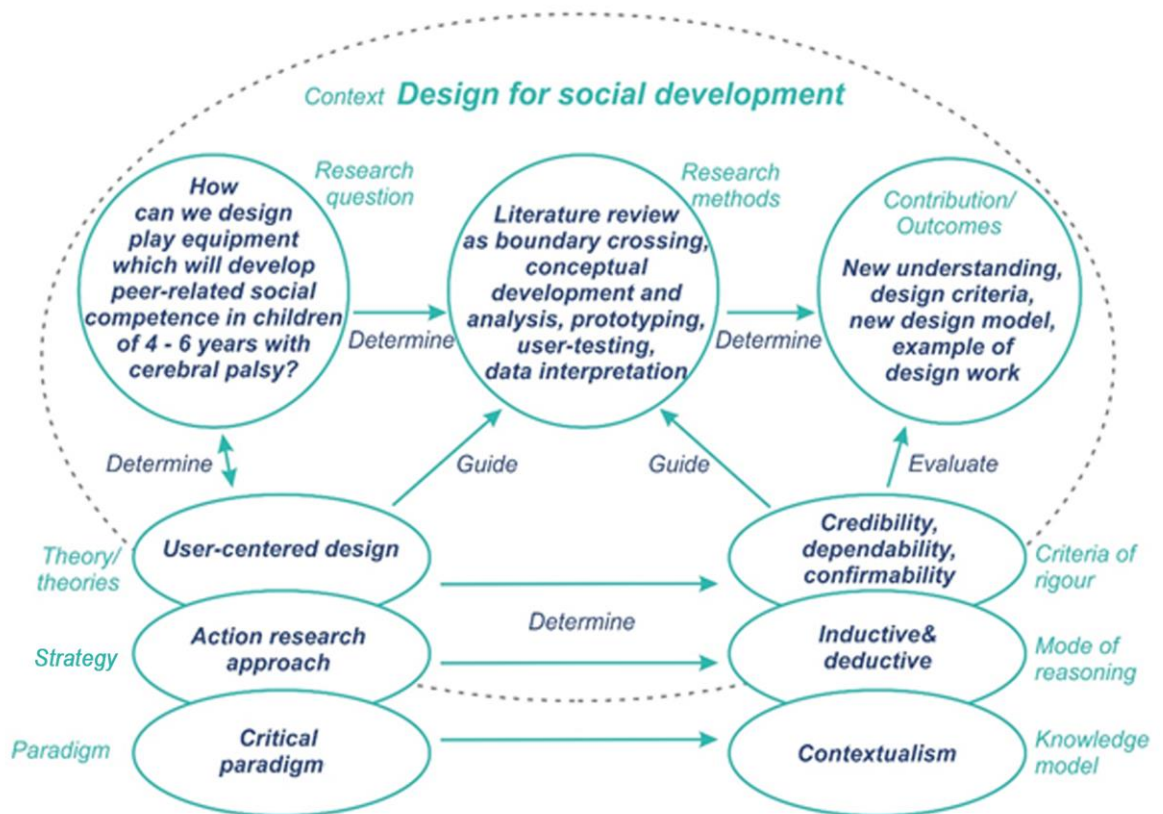 Context Design for social development
Research
question
How
can we design
play equipment
which will develop
peer-related social
competence in children
of 4 - 6 years with
cerebral palsy?
Determine
Research
methods
Literature review
as boundary crossing,
conceptual
development and
analysis, prototyping,
user-testing,
data interpretation
Determine
Contribution/
Outcomes
New understanding,
design criteria,
new design model,
example of
design work
Determine
Guide
Guide
Evaluate
Theory/
theories
User-centered design
Credibility,
dependability,
confirmability
Criteria of
rigour
Determine
Strategy
Action research
approach
Inductive&
deductive
Mode of
reasoning
Paradigm
Critical
paradigm
Contextualism
Knowledge
model